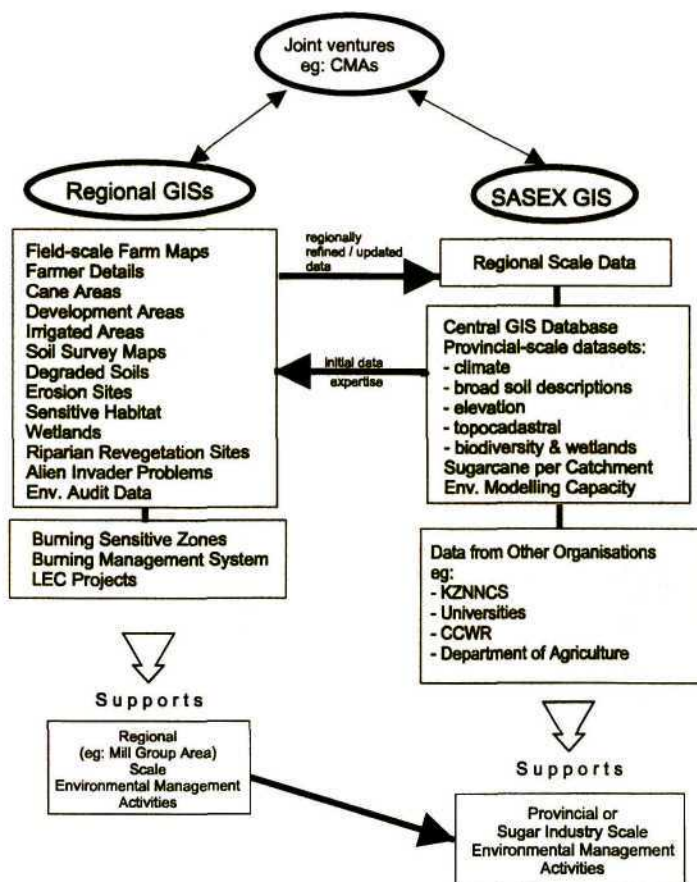 Joint ventures
eg: CMAs
Regional GISs
SASEX GIS
Field-scale Farm Maps
Farmer Details
Cane Areas
Development Areas
Irrigated Areas
Soil Survey Maps
Degraded Soils
Erosion Sites
Sensitive Habitat
Wetlands
Riparian Revegetation Sites
Alien Invader Problems
Env. Audit Data
regionally
refined / updated
data
initial data
expertise
Regional Scale Data
Central GIS Database
Provincial-scale datasets:
- climate
- broad soil descriptions
- elevation
- topocadastral
- biodiversity & wetlands
Sugarcane per Catchment
Env. Modelling Capacity
Burning Sensitive Zones
Burning Management System
LEC Projects
Data from Other Organisations
eg:
- KZNNCS
- Universities
- CCWR
- Department of Agriculture
Supports
Regional
(eg: Mill Group Area)
Scale
Environmental Management
Activities
Supports
Provincial or
Sugar Industry Scale
Environmental Management
Activities